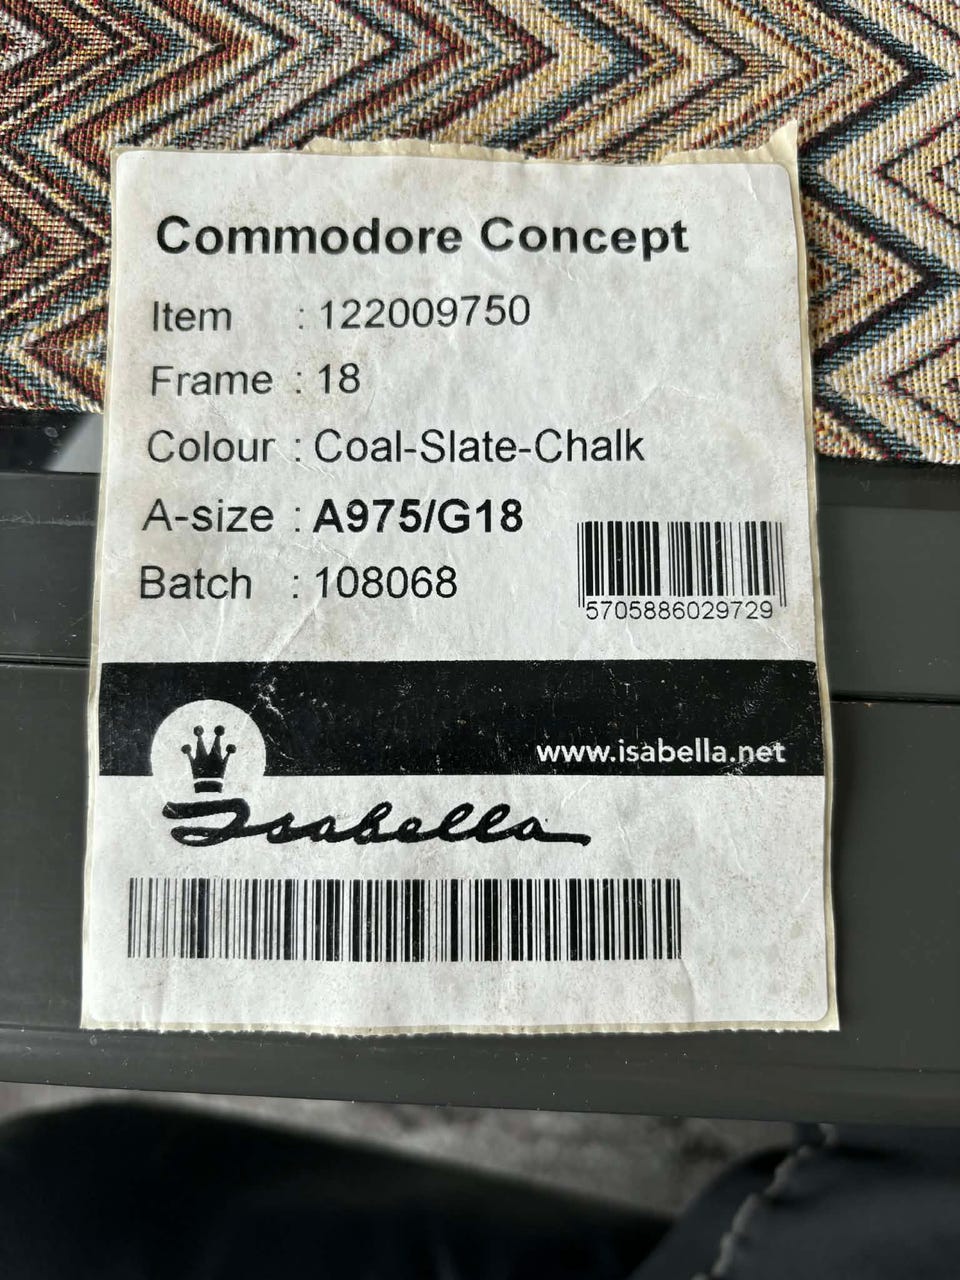 Commodore Concept
Item : 122009750
Frame : 18
Colour : Coal-Slate-Chalk
A-size : A975/G18
Batch : 108068
5705886029729
www.isabella.net
Isabella